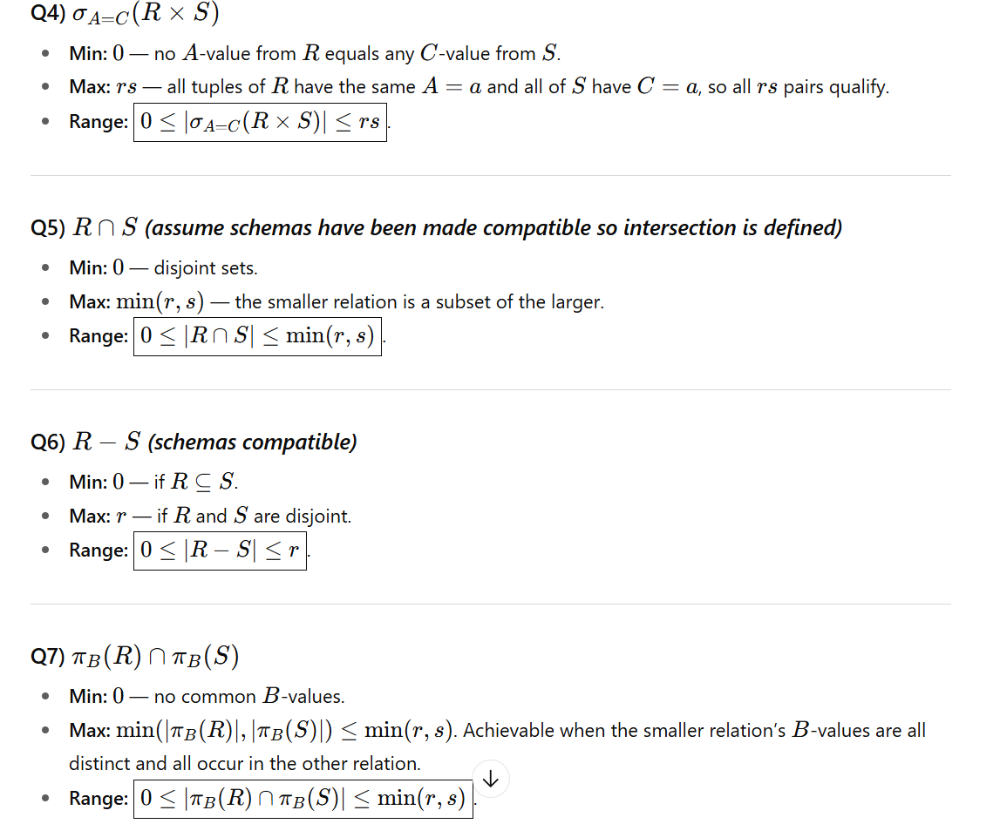 Q4) σ_{A=C}(R × S)
• Min: 0 — no A-value from R equals any C-value from S.
• Max: rs — all tuples of R have the same A = a and all of S have C = a, so all rs pairs qualify.
• Range: 0 ≤ |σ_{A=C}(R × S)| ≤ rs.
Q5) R ∩ S (assume schemas have been made compatible so intersection is defined)
• Min: 0 — disjoint sets.
• Max: min(r, s) — the smaller relation is a subset of the larger.
• Range: 0 ≤ |R ∩ S| ≤ min(r, s).
Q6) R − S (schemas compatible)
• Min: 0 — if R ⊆ S.
• Max: r — if R and S are disjoint.
• Range: 0 ≤ |R − S| ≤ r.
Q7) π_B(R) ∩ π_B(S)
• Min: 0 — no common B-values.
• Max: min(|π_B(R)|, |π_B(S)|) ≤ min(r, s). Achievable when the smaller relation's B-values are all
distinct and all occur in the other relation.
• Range: 0 ≤ |π_B(R) ∩ π_B(S)| ≤ min(r, s).